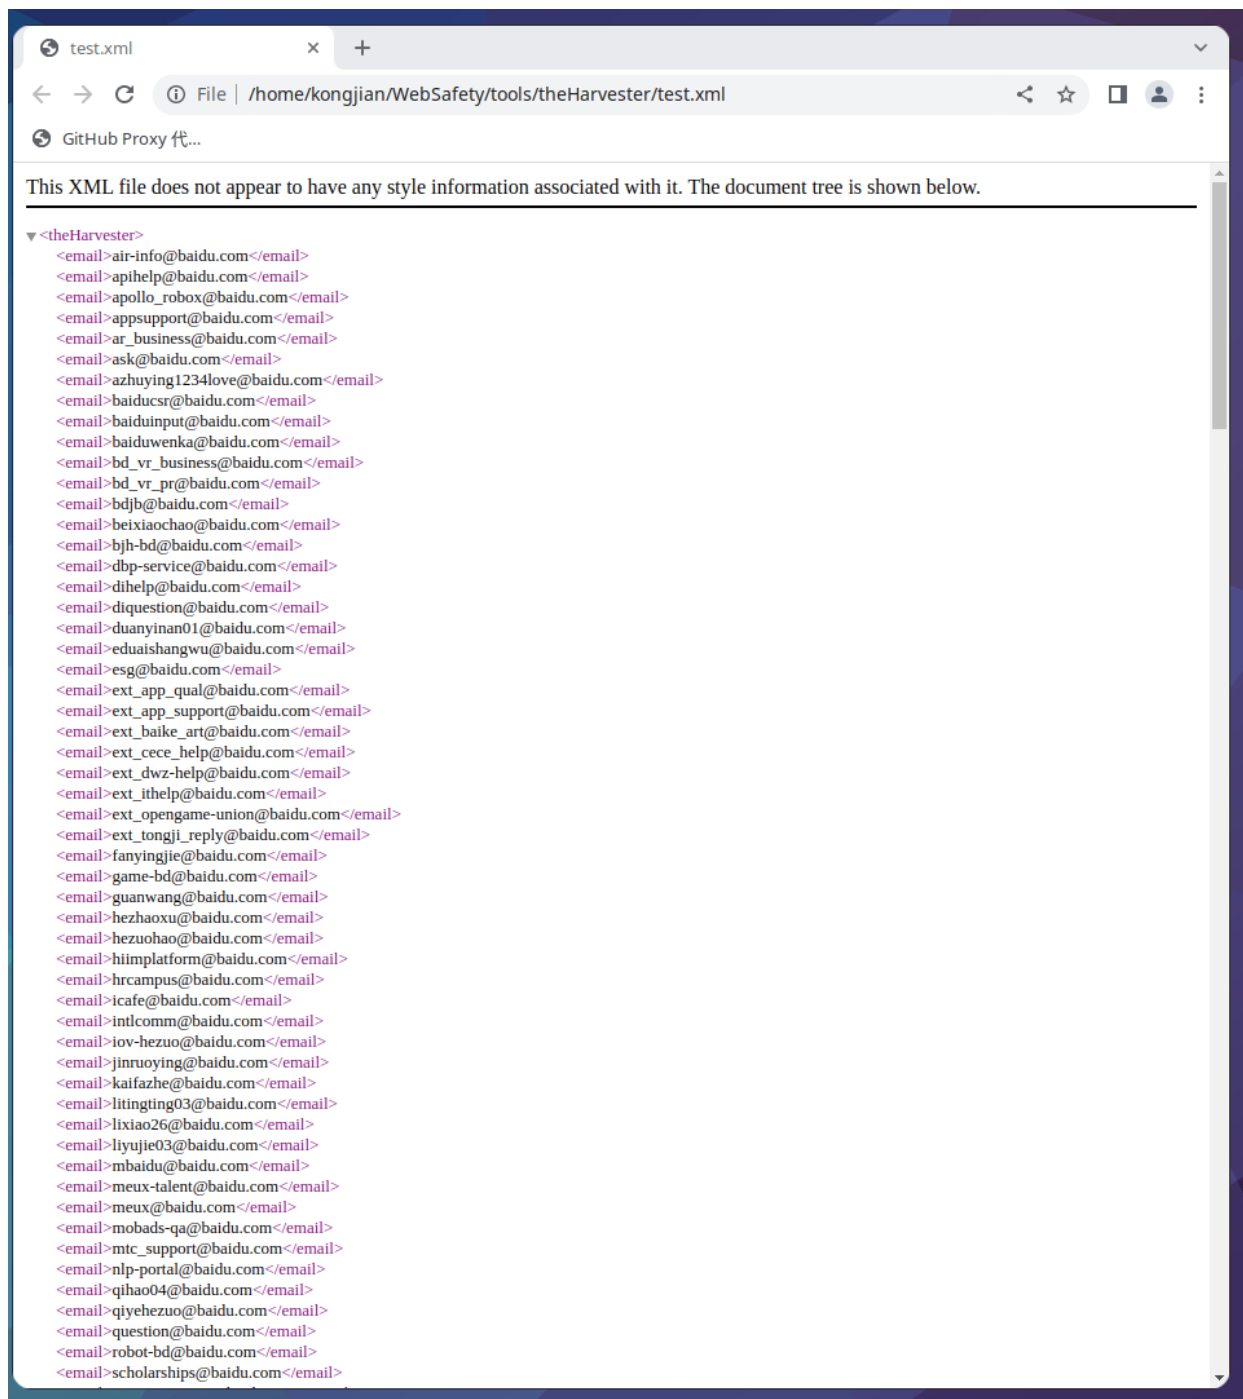 test.xml
File | /home/kongjian/WebSafety/tools/theHarvester/test.xml
GitHub Proxy 代...
This XML file does not appear to have any style information associated with it. The document tree is shown below.
<theHarvester>
<email>air-info@baidu.com</email>
<email>apihelp@baidu.com</email>
<email>apollo_robox@baidu.com</email>
<email>appsupport@baidu.com</email>
<email>ar_business@baidu.com</email>
<email>ask@baidu.com</email>
<email>azhuying1234love@baidu.com</email>
<email>baiducsr@baidu.com</email>
<email>baiduinput@baidu.com</email>
<email>baiduwenka@baidu.com</email>
<email>bd_vr_business@baidu.com</email>
<email>bd_vr_pr@baidu.com</email>
<email>bdjb@baidu.com</email>
<email>beixiaochao@baidu.com</email>
<email>bjh-bd@baidu.com</email>
<email>dbp-service@baidu.com</email>
<email>dihelp@baidu.com</email>
<email>diquestion@baidu.com</email>
<email>duanyinan01@baidu.com</email>
<email>eduaishangwu@baidu.com</email>
<email>esg@baidu.com</email>
<email>ext_app_qual@baidu.com</email>
<email>ext_app_support@baidu.com</email>
<email>ext_baike_art@baidu.com</email>
<email>ext_cece_help@baidu.com</email>
<email>ext_dwz-help@baidu.com</email>
<email>ext_ithelp@baidu.com</email>
<email>ext_opengame-union@baidu.com</email>
<email>ext_tongji_reply@baidu.com</email>
<email>fanyingjie@baidu.com</email>
<email>game-bd@baidu.com</email>
<email>guanwang@baidu.com</email>
<email>hezhaoxu@baidu.com</email>
<email>hezuohao@baidu.com</email>
<email>hiimplatform@baidu.com</email>
<email>hrcampus@baidu.com</email>
<email>icafe@baidu.com</email>
<email>intlcomm@baidu.com</email>
<email>iov-hezuo@baidu.com</email>
<email>jinruoying@baidu.com</email>
<email>kaifazhe@baidu.com</email>
<email>litingting03@baidu.com</email>
<email>lixiao26@baidu.com</email>
<email>liyujie03@baidu.com</email>
<email>mbaidu@baidu.com</email>
<email>meux-talent@baidu.com</email>
<email>meux@baidu.com</email>
<email>mobads-qa@baidu.com</email>
<email>mtc_support@baidu.com</email>
<email>nlp-portal@baidu.com</email>
<email>qihao04@baidu.com</email>
<email>qiyehezuo@baidu.com</email>
<email>question@baidu.com</email>
<email>robot-bd@baidu.com</email>
<email>scholarships@baidu.com</email>